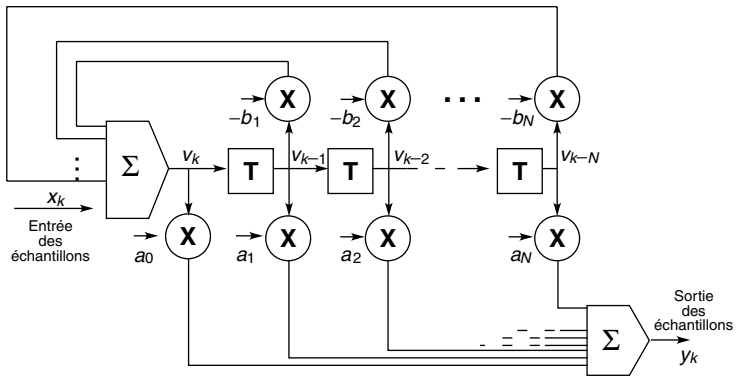 X X X
−b1 −b2 ... −bN
Σ vk T vk−1 T vk−2 T vk−N
xk
Entrée
des
échantillons
X X X X
a0 a1 a2 aN
Σ
Sortie
des
échantillons
yk